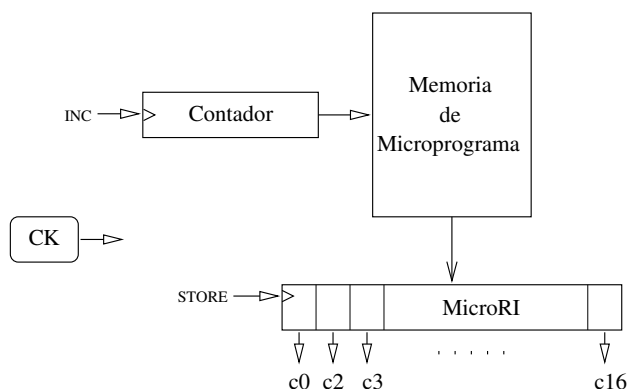 Memoria
de
Microprograma
INC
Contador
CK
STORE
MicroRI
c0 c2 c3 . . . . . . c16